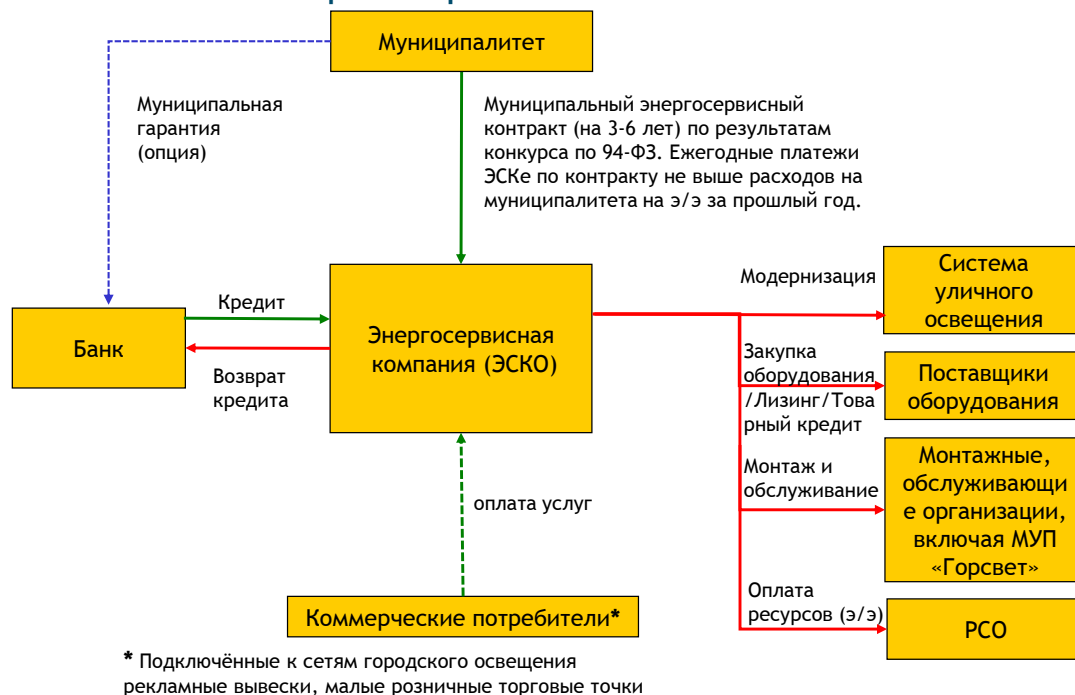 Муниципалитет
Муниципальная
гарантия
(опция)
Муниципальный энергосервисный
контракт (на 3-6 лет) по результатам
конкурса по 94-ФЗ. Ежегодные платежи
ЭСКе по контракту не выше расходов на
муниципалитета на э/э за прошлый год.
Банк
Кредит
Возврат
кредита
Энергосервисная
компания (ЭСКО)
Модернизация
Система
уличного
освещения
Закупка
оборудования
/Лизинг/Това
рный кредит
Поставщики
оборудования
Монтаж и
обслуживание
Монтажные,
обслуживающи
е организации,
включая МУП
«Горсвет»
Оплата
ресурсов (э/э)
РСО
оплата услуг
Коммерческие потребители*
* Подключённые к сетям городского освещения
рекламные вывески, малые розничные торговые точки